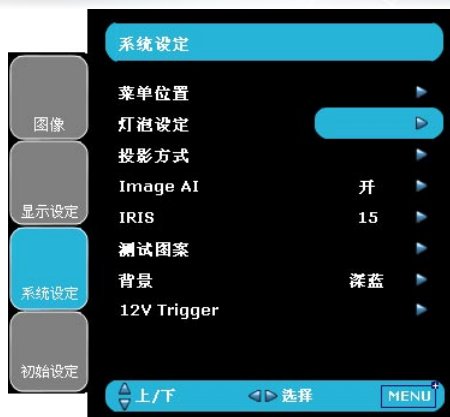 系统设定
菜单位置
灯泡设定
投影方式
Image AI 开
IRIS 15
测试图案
背景 深蓝
12V Trigger
图像
显示设定
系统设定
初始设定
上/下 选择 MENU